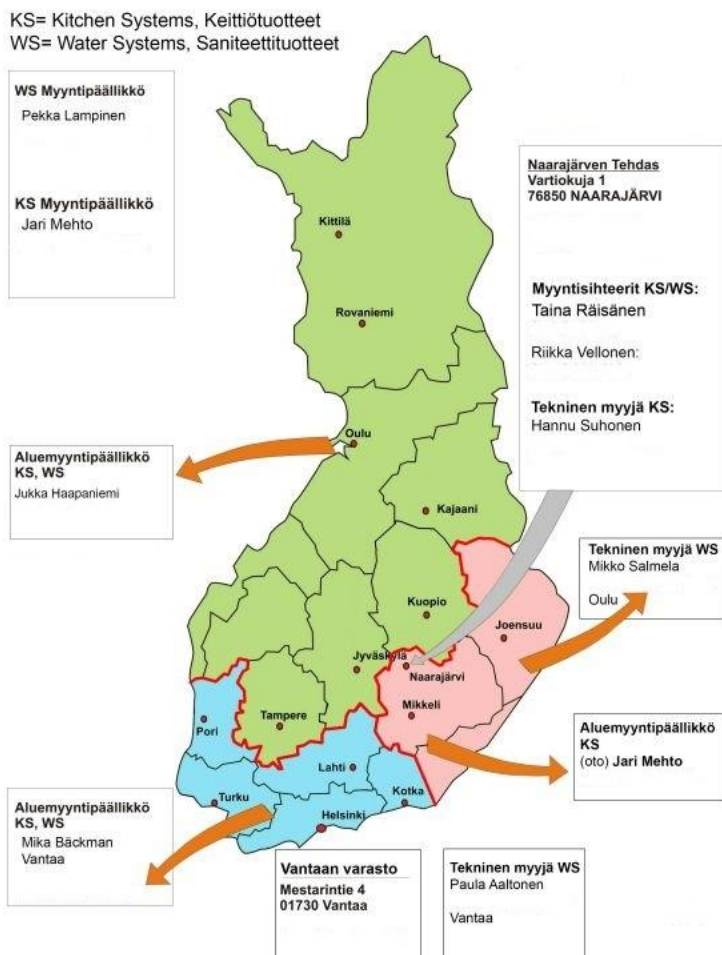 KS= Kitchen Systems, Keittiötuotteet
WS= Water Systems, Saniteettituotteet
WS Myyntipäällikkö
Pekka Lampinen
KS Myyntipäällikkö
Jari Mehto
Naarajärven Tehdas
Vartiokuja 1
76850 NAARAJÄRVI
Myyntisihteerit KS/WS:
Taina Räisänen
Riikka Vellonen:
Tekninen myyjä KS:
Hannu Suhonen
Kittilä
Rovaniemi
Oulu
Aluemyyntipäällikkö
KS, WS
Jukka Haapaniemi
Kajaani
Tekninen myyjä WS
Mikko Salmela
Oulu
Kuopio
Joensuu
Jyväskylä
Naarajärvi
Mikkeli
Pori
Tampere
Aluemyyntipäällikkö
KS
(oto) Jari Mehto
Lahti
Turku
Kotka
Helsinki
Aluemyyntipäällikkö
KS, WS
Mika Bäckman
Vantaa
Vantaan varasto
Mestarintie 4
01730 Vantaa
Tekninen myyjä WS
Paula Aaltonen
Vantaa